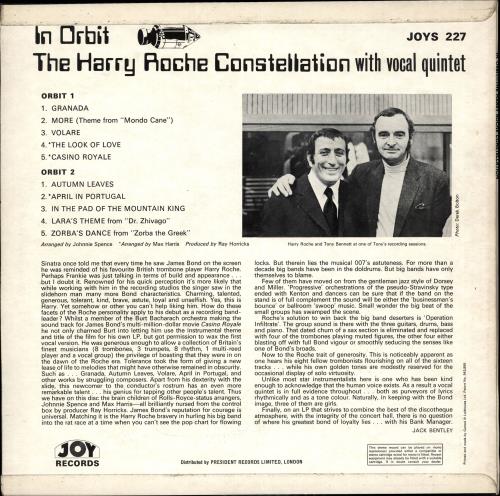 In Orbit
JOYS 227
The Harry Roche Constellation with vocal quintet
ORBIT 1
1. GRANADA
2. MORE (Theme from "Mondo Cane")
3. VOLARE
4. *THE LOOK OF LOVE
5. *CASINO ROYALE
ORBIT 2
1. AUTUMN LEAVES
2. *APRIL IN PORTUGAL
3. IN THE PAD OF THE MOUNTAIN KING
4. LARA'S THEME from "Dr. Zhivago"
5. ZORBA'S DANCE from "Zorba the Greek"
Arranged by Johnnie Spence *Arranged by Max Harris Produced by Ray Horricks
Photo: Derek Bolton
Harry Roche and Tony Bennett at one of Tony's recording sessions
Sinatra once told me that every time he saw James Bond on the screen
he was reminded of his favourite British trombone player Harry Roche.
Perhaps Frankie was just talking in terms of build and appearance . . .
but I doubt it. Renowned for his quick perception it's more likely that
while working with him in the recording studios the singer saw in the
slidehorn man many more Bond characteristics. Charming, talented,
generous, tolerant, kind, brave, astute, loyal and unselfish. Yes, this is
Harry. Yet somehow or other you can't help liking him. How do these
facets of the Roche personality apply to his debut as a recording band-
leader? Whilst a member of the Burt Bacharach orchestra making the
sound track for James Bonds's multi-million-dollar movie Casino Royale
he not only charmed Burt into letting him use the instrumental theme
and title of the film for his own LP, but got permission to wax the first
vocal version. He was generous enough to allow a collection of Britain's
finest musicians (8 trombones, 3 trumpets, 8 rhythm, 1 multi-reed
player and a vocal group) the privilege of boasting that they were in on
the dawn of the Roche era. Tolerance took the form of giving a new
lease of life to melodies that might have otherwise remained in obscurity.
Such as . . . Granada, Autumn Leaves, Volare, April in Portugal, and
other works by struggling composers. Apart from his dexterity with the
slide, this newcomer to the conductor's rostrum has an even more
remarkable talent . . . the genius for taping other people's talent. Thus
we have on this disc the brain children of Rolls-Royce-status arrangers,
Johnnie Spence and Max Harris—all brilliantly nursed from the control
box by producer Ray Horricks. James Bond's reputation for courage is
universal. Matching it is the Harry Roche bravery in hurling his big band
into the rat race at a time when you can't see the pop chart for flowing
locks. But therein lies the musical 007's astuteness. For more than a
decade big bands have been in the doldrums. But big bands have only
themselves to blame.
Few of them have moved on from the gentleman jazz style of Dorsey
and Miller. 'Progressive' orchestrations of the pseudo-Stravinsky type
ended with Kenton and dancers can be sure that if the band on the
stand is of full complement the sound will be either the 'businessmen's
bounce' or ballroom 'swoop' music. Small wonder the big beat of the
small groups has swamped the scene.
Roche's solution to win back the big band deserters is 'Operation
Infiltrate'. The group sound is there with the three guitars, drums, bass
and piano. That dated churn of a sax section is eliminated and replaced
with four of the trombones playing muted figures, the other four either
blasting off with full Bond vigour or smoothly reducing the senses like
one of Bond's broads.
Now to the Roche trait of generosity. This is noticeably apparent as
one hears his eight fellow trombonists flourishing on all of the sixteen
tracks . . . while his own golden tones are modestly reserved for the
occasional display of solo virtuosity.
Unlike most star instrumentalists here is one who has been kind
enough to acknowledge that the human voice exists. As a result a vocal
quintet is in full evidence throughout . . . both as purveyors of lyrics
rhythmically and as a tone colour. Naturally, in keeping with the Bond
image, three of them are girls.
Finally, on an LP that strives to combine the best of the discotheque
atmosphere, with the integrity of the concert hall, there is no question
of where his greatest bond of loyalty lies . . . with his Bank Manager.
JACK BENTLEY
JOY
RECORDS
Distributed by PRESIDENT RECORDS LIMITED, LONDON